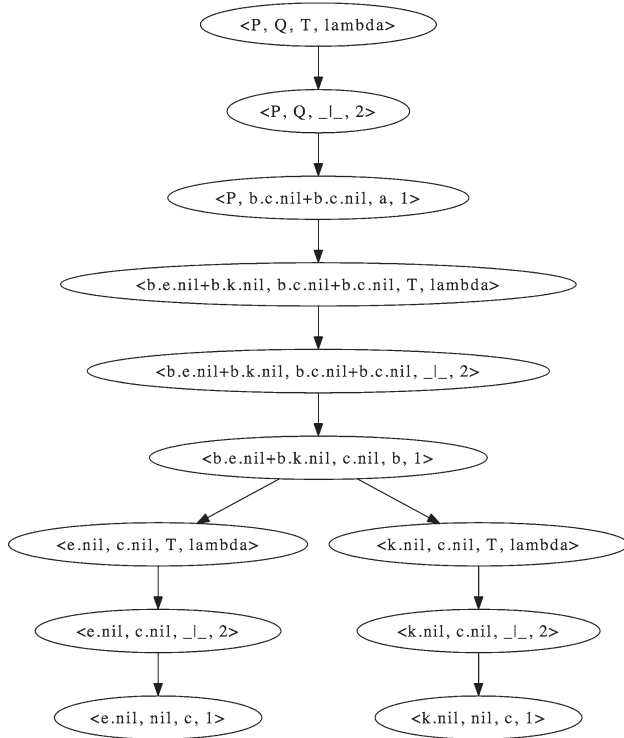 <P, Q, T, lambda>
<P, Q, _|_, 2>
<P, b.c.nil+b.c.nil, a, 1>
<b.e.nil+b.k.nil, b.c.nil+b.c.nil, T, lambda>
<b.e.nil+b.k.nil, b.c.nil+b.c.nil, _|_, 2>
<b.e.nil+b.k.nil, c.nil, b, 1>
<e.nil, c.nil, T, lambda>
<k.nil, c.nil, T, lambda>
<e.nil, c.nil, _|_, 2>
<k.nil, c.nil, _|_, 2>
<e.nil, nil, c, 1>
<k.nil, nil, c, 1>